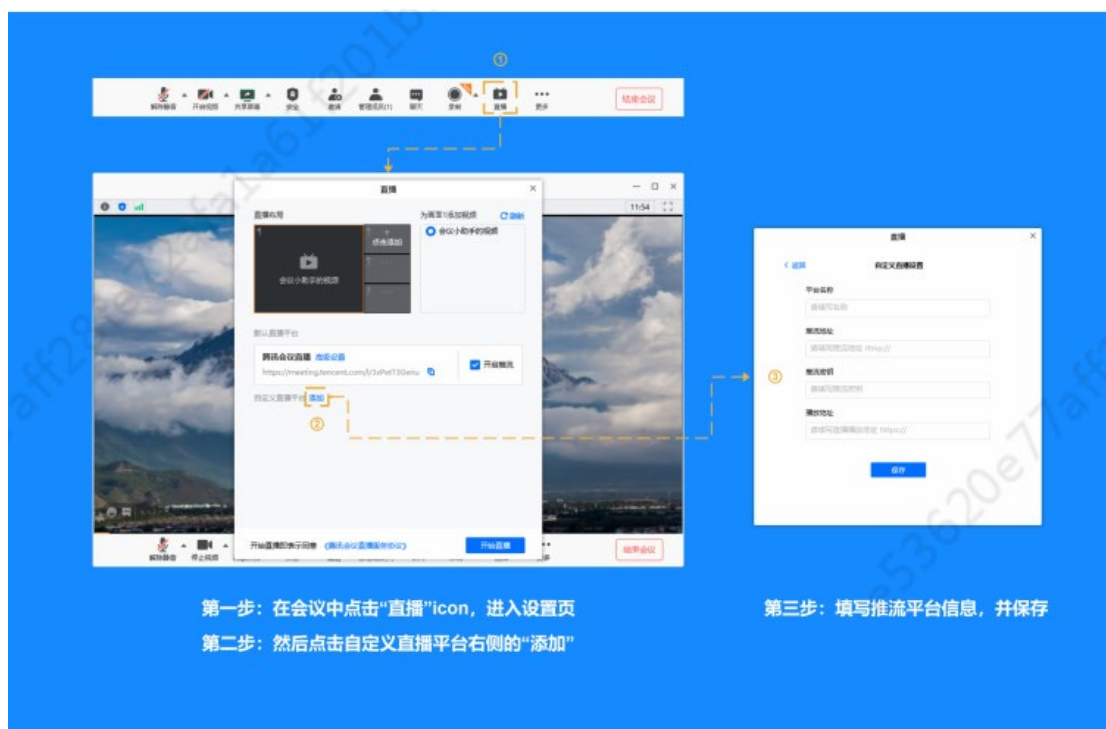 ①
解除静音 开启视频 共享屏幕 安全 邀请 管理成员(1) 聊天 录制 直播 更多 结束会议
直播
11:54
直播布局
为画面1添加视频 刷新
1
会议小助手的视频
点击添加
会议小助手的视频
默认直播平台
腾讯会议直播 高级设置
开启推流
自定义直播平台 添加
②
开始直播即表示同意 《腾讯会议直播服务协议》 开始直播
解除静音 停止视频 结束会议
直播
返回 自定义直播设置
平台名称
请填写名称
推流地址
请填写推流地址 rtmp://
③
推流密钥
请填写推流密钥
播放地址
请填写直播播放地址 https://
保存
第一步：在会议中点击“直播”icon，进入设置页
第二步：然后点击自定义直播平台右侧的“添加”
第三步：填写推流平台信息，并保存